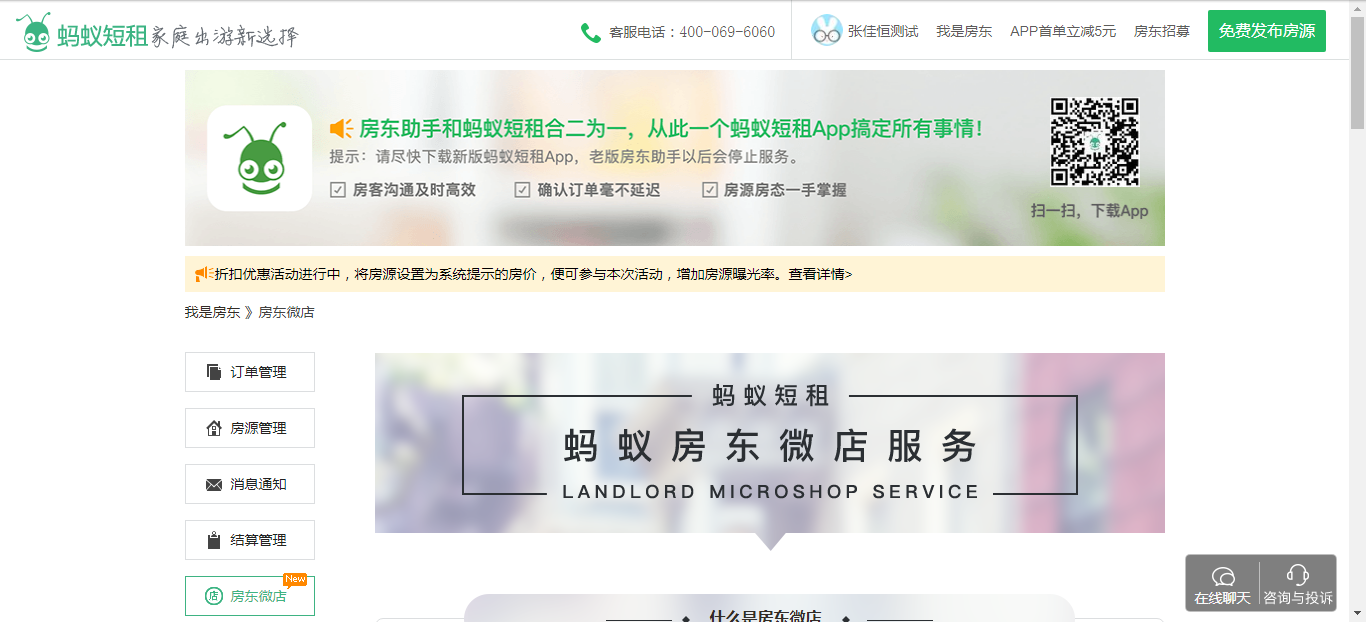 蚂蚁短租 家庭出游新选择
客服电话：400-069-6060
张佳恒测试 我是房东 APP首单立减5元 房东招募 免费发布房源
房东助手和蚂蚁短租合二为一，从此一个蚂蚁短租App搞定所有事情！
提示：请尽快下载新版蚂蚁短租App，老版房东助手以后会停止服务。
房客沟通及时高效 确认订单毫不延迟 房源房态一手掌握
扫一扫，下载App
折扣优惠活动进行中，将房源设置为系统提示的房价，便可参与本次活动，增加房源曝光率。查看详情>
我是房东 》房东微店
订单管理
房源管理
消息通知
结算管理
New
店 房东微店
蚂蚁短租
蚂蚁房东微店服务
LANDLORD MICROSHOP SERVICE
什么是房东微店
在线聊天 咨询与投诉